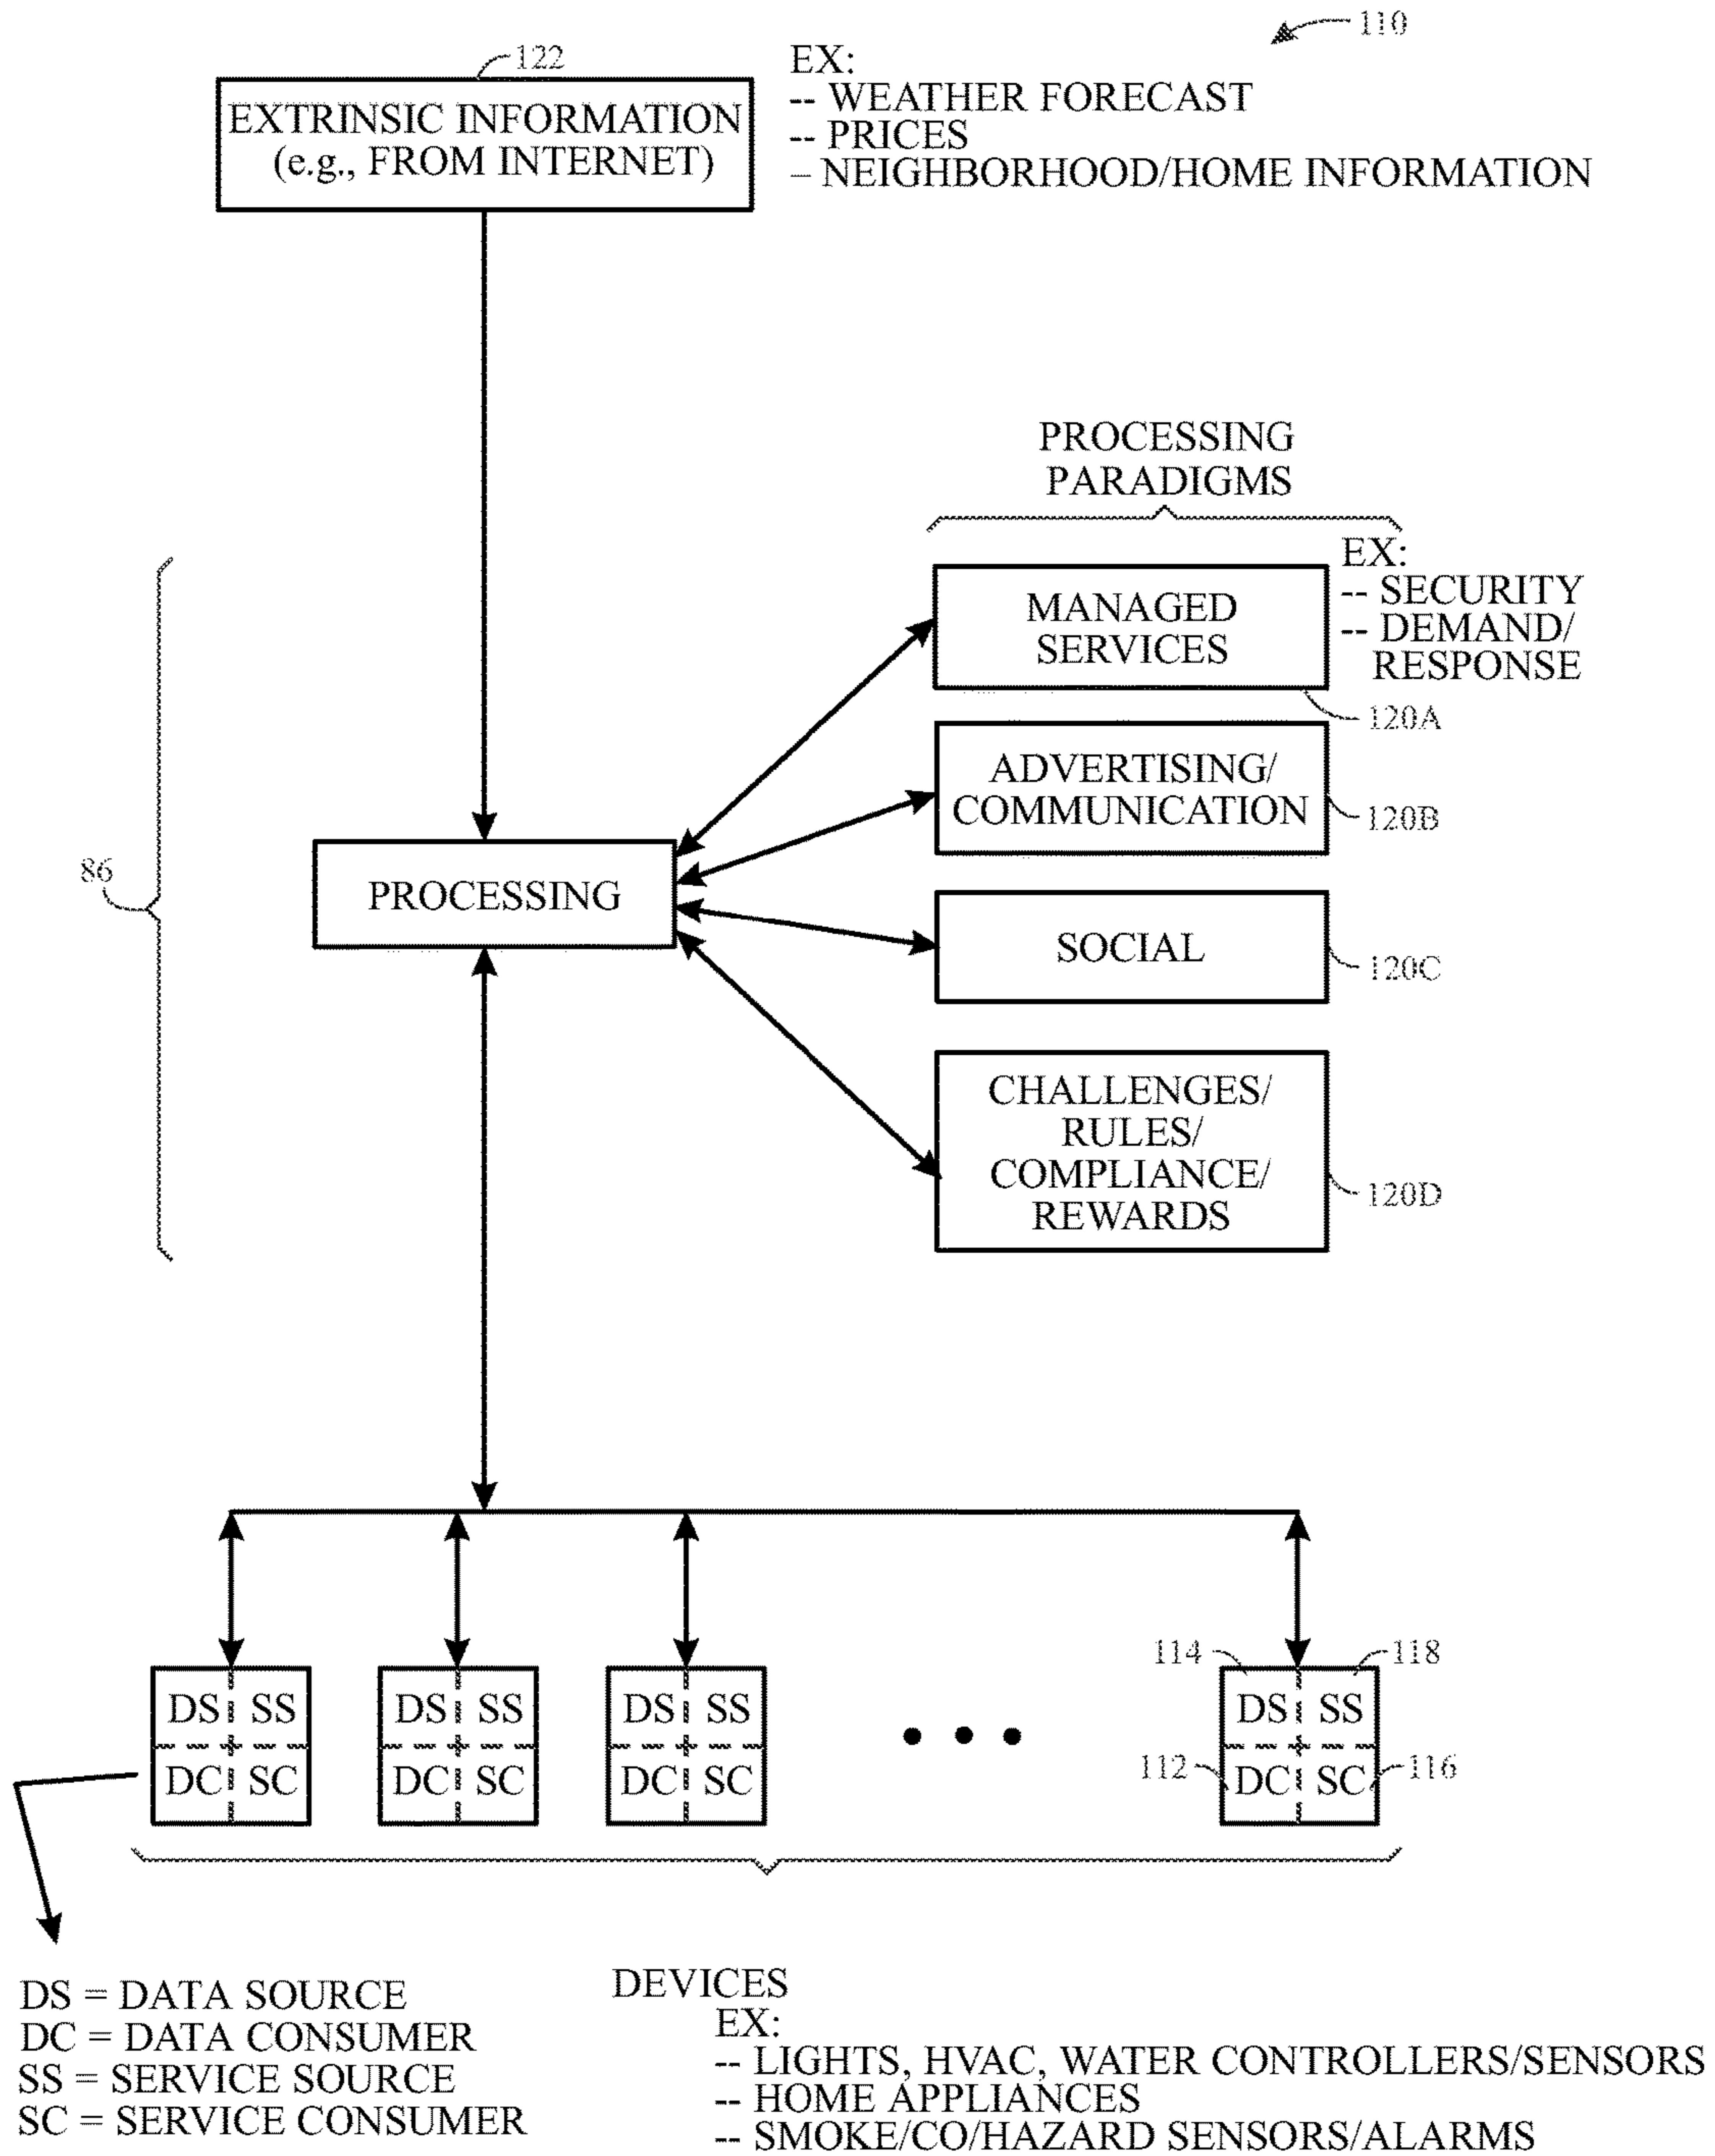 110
122
EXTRINSIC INFORMATION
(e.g., FROM INTERNET)
EX:
-- WEATHER FORECAST
-- PRICES
– NEIGHBORHOOD/HOME INFORMATION
PROCESSING
PARADIGMS
MANAGED
SERVICES
EX:
-- SECURITY
-- DEMAND/
RESPONSE
120A
ADVERTISING/
COMMUNICATION
120B
86
PROCESSING
SOCIAL
120C
CHALLENGES/
RULES/
COMPLIANCE/
REWARDS
120D
114
118
DS SS
DC SC
DS SS
DC SC
DS SS
DC SC
DS SS
DC SC
112
116
DS = DATA SOURCE
DC = DATA CONSUMER
SS = SERVICE SOURCE
SC = SERVICE CONSUMER
DEVICES
EX:
-- LIGHTS, HVAC, WATER CONTROLLERS/SENSORS
-- HOME APPLIANCES
-- SMOKE/CO/HAZARD SENSORS/ALARMS